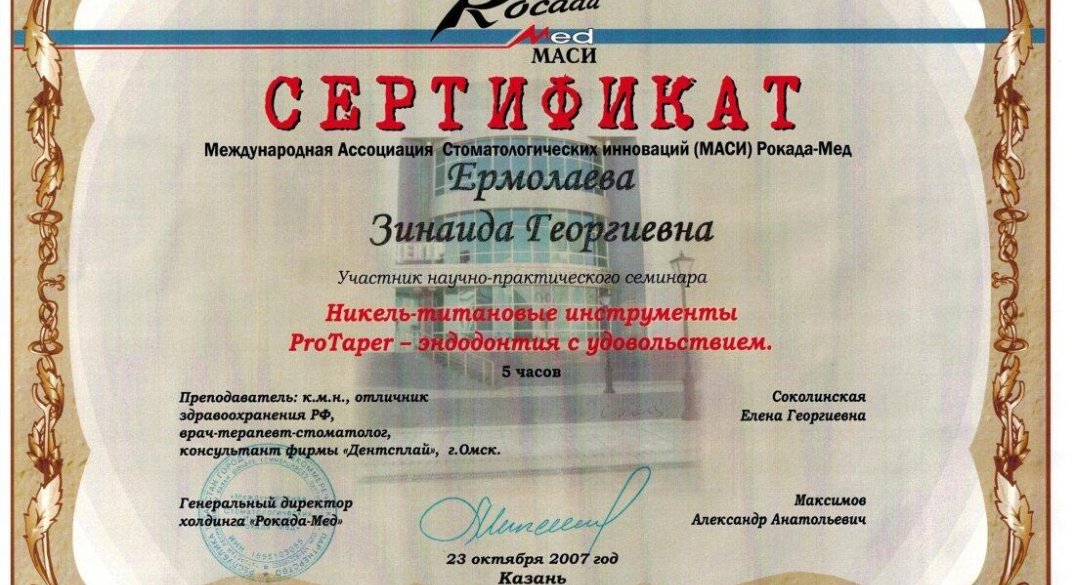 Rокада
Med
МАСИ
СЕРТИФИКАТ
Международная Ассоциация Стоматологических инноваций (МАСИ) Рокада-Мед
Ермолаева
Зинаида Георгиевна
Участник научно-практического семинара
Никель-титановые инструменты
ProTaper – эндодонтия с удовольствием.
5 часов
Преподаватель: к.м.н., отличник
здравоохранения РФ,
врач-терапевт-стоматолог,
консультант фирмы «Дентсплай», г.Омск.
Соколинская
Елена Георгиевна
Генеральный директор
холдинга «Рокада-Мед»
Максимов
Александр Анатольевич
23 октября 2007 год
Казань